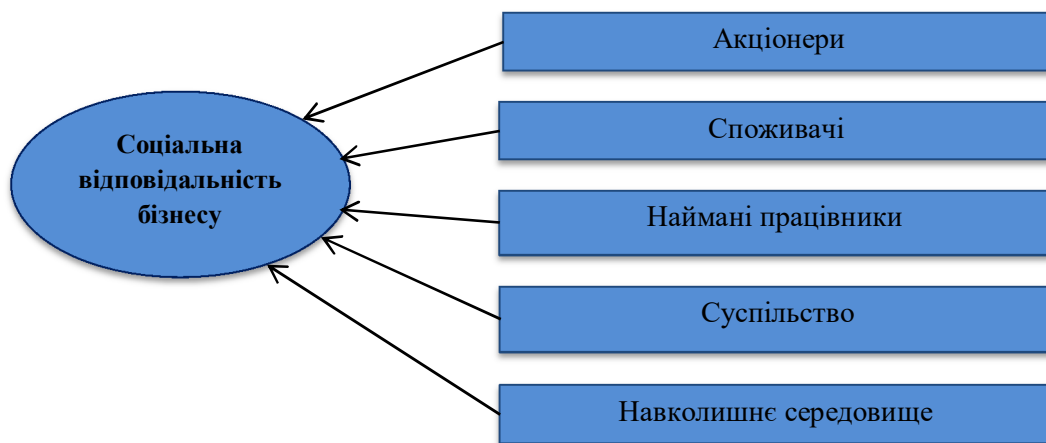 Акціонери
Соціальна
відповідальність
бізнесу
Споживачі
Наймані працівники
Суспільство
Навколишнє середовище